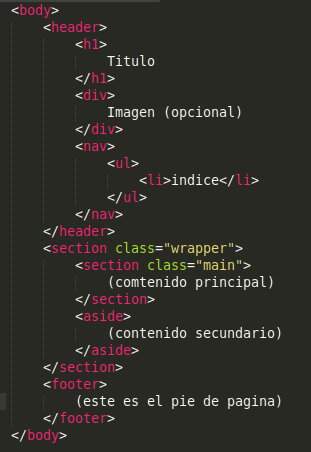 <body>
<header>
<h1>
Titulo
</h1>
<div>
Imagen (opcional)
</div>
<nav>
<ul>
<li>indice</li>
</ul>
</nav>
</header>
<section class="wrapper">
<section class="main">
(comtenido principal)
</section>
<aside>
(contenido secundario)
</aside>
</section>
<footer>
(este es el pie de pagina)
</footer>
</body>